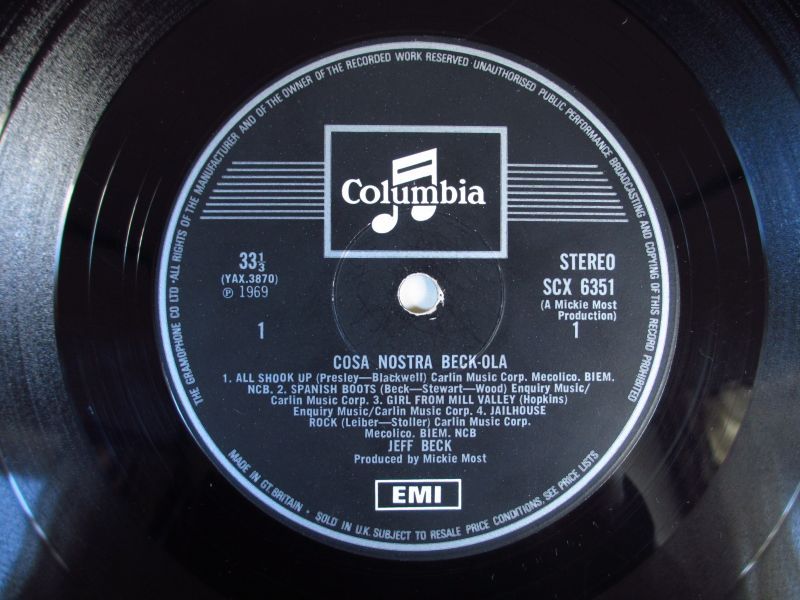 THE GRAMOPHONE CO LTD · ALL RIGHTS OF THE MANUFACTURER AND OF THE OWNER OF THE RECORDED WORK RESERVED · UNAUTHORISED PUBLIC PERFORMANCE BROADCASTING AND COPYING OF THIS RECORD PROHIBITED
Columbia
33⅓
(YAX.3870)
℗ 1969
1
STEREO
SCX 6351
(A Mickie Most
Production)
1
COSA NOSTRA BECK-OLA
1. ALL SHOOK UP (Presley—Blackwell) Carlin Music Corp. Mecolico. BIEM.
NCB. 2. SPANISH BOOTS (Beck—Stewart—Wood) Enquiry Music/
Carlin Music Corp. 3. GIRL FROM MILL VALLEY (Hopkins)
Enquiry Music/Carlin Music Corp. 4. JAILHOUSE
ROCK (Leiber—Stoller) Carlin Music Corp.
Mecolico. BIEM. NCB
JEFF BECK
Produced by Mickie Most
EMI
MADE IN GT. BRITAIN · SOLD IN U.K. SUBJECT TO RESALE PRICE CONDITIONS, SEE PRICE LISTS